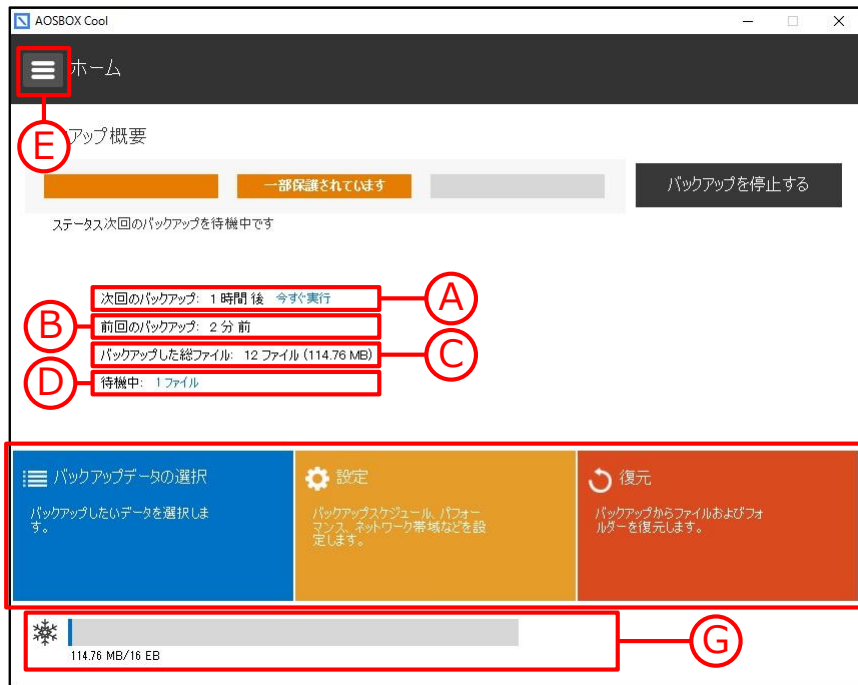 AOSBOX Cool
ホーム
E
アップ概要
一部保護されています
バックアップを停止する
ステータス次回のバックアップを待機中です
次回のバックアップ: 1 時間 後 今すぐ実行
A
B
前回のバックアップ: 2 分 前
バックアップした総ファイル: 12 ファイル (114.76 MB)
C
D
待機中: 1 ファイル
バックアップデータの選択
バックアップしたいデータを選択しま
す。
設定
バックアップスケジュール、パフォー
マンス、ネットワーク帯域などを設
定します。
復元
バックアップからファイルおよびフォ
ルダーを復元します。
114.76 MB/16 EB
G